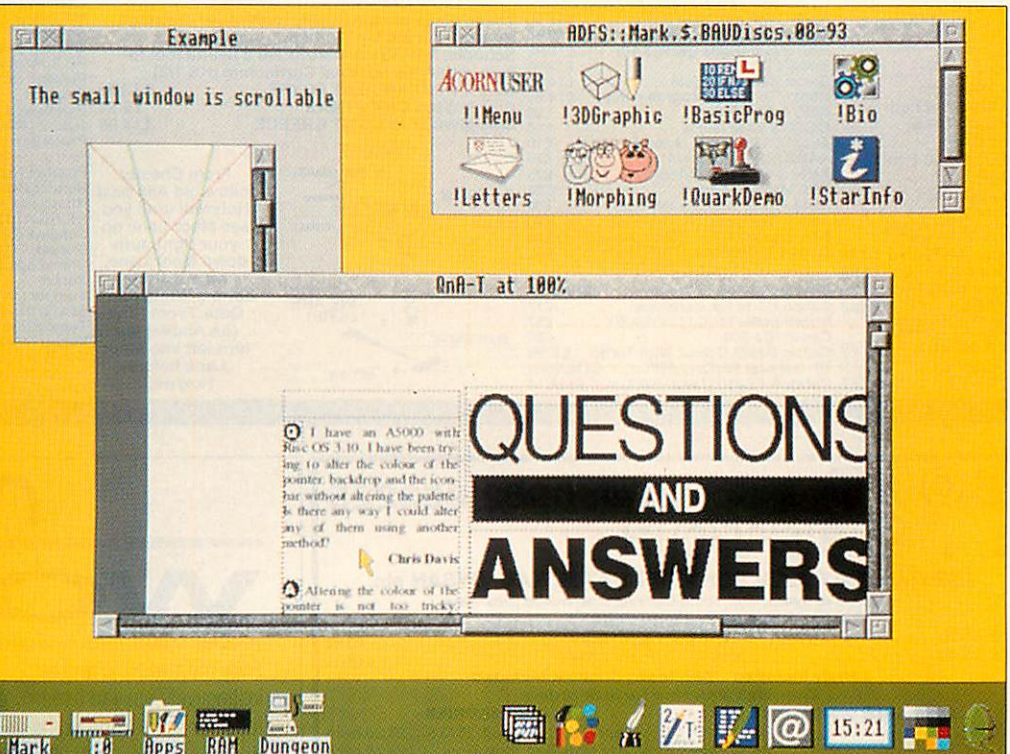 Example
The small window is scrollable
ADFS::Mark.$.BAUDiscs.08-93
ACORNUSER
10 REM
!!Menu
!3DGraphic
!BasicProg
!Bio
!Letters
!Morphing
!QuarkDemo
!StarInfo
QnA-T at 100%
Q I have an A5000 with
Risc OS 3.10. I have been try-
ing to alter the colour of the
pointer, backdrop and the icon-
bar without altering the palette.
Is there any way I could alter
any of them using another
method?
Chris Davis
A Altering the colour of the
pointer is not too tricky.
QUESTIONS
AND
ANSWERS
Mark
:0
Apps
RAM
Dungeon
15:21